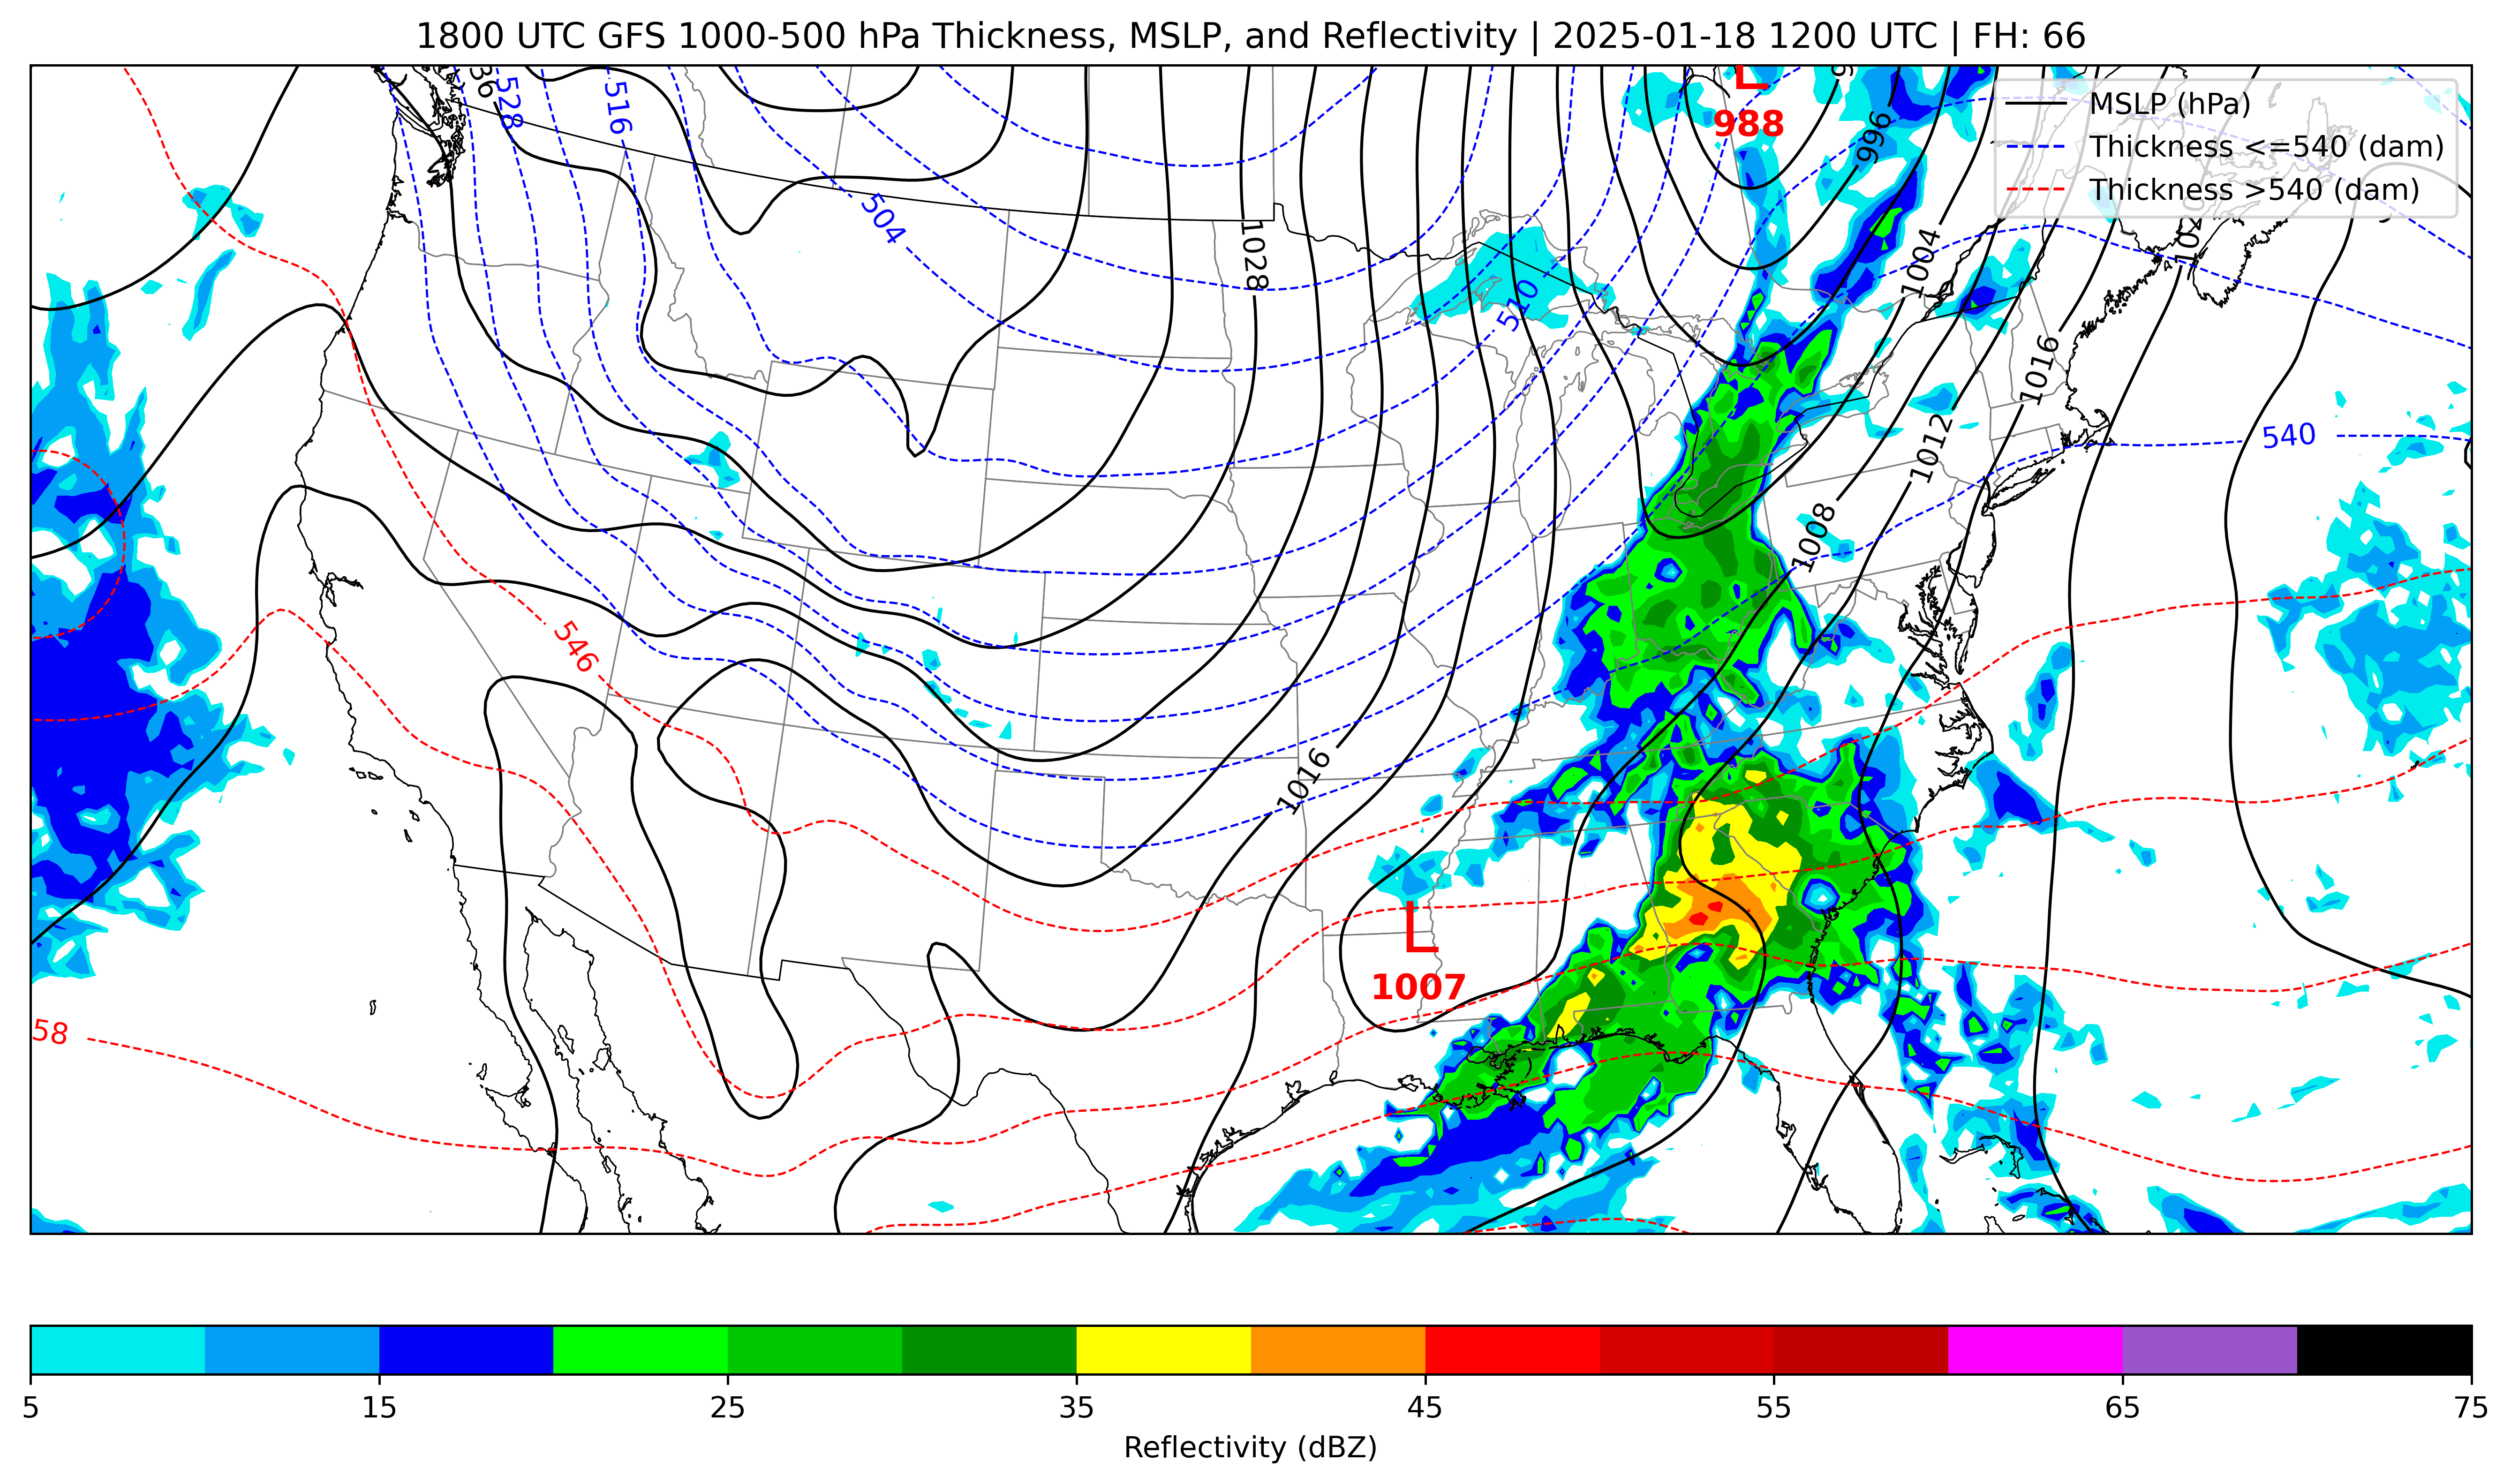 1800 UTC GFS 1000-500 hPa Thickness, MSLP, and Reflectivity | 2025-01-18 1200 UTC | FH: 66
MSLP (hPa)
Thickness <=540 (dam)
Thickness >540 (dam)
36
528
516
L
988
996
504
1028
510
1004
1016
540
1012
1008
546
1016
L
1007
58
5 15 25 35 45 55 65 75
Reflectivity (dBZ)